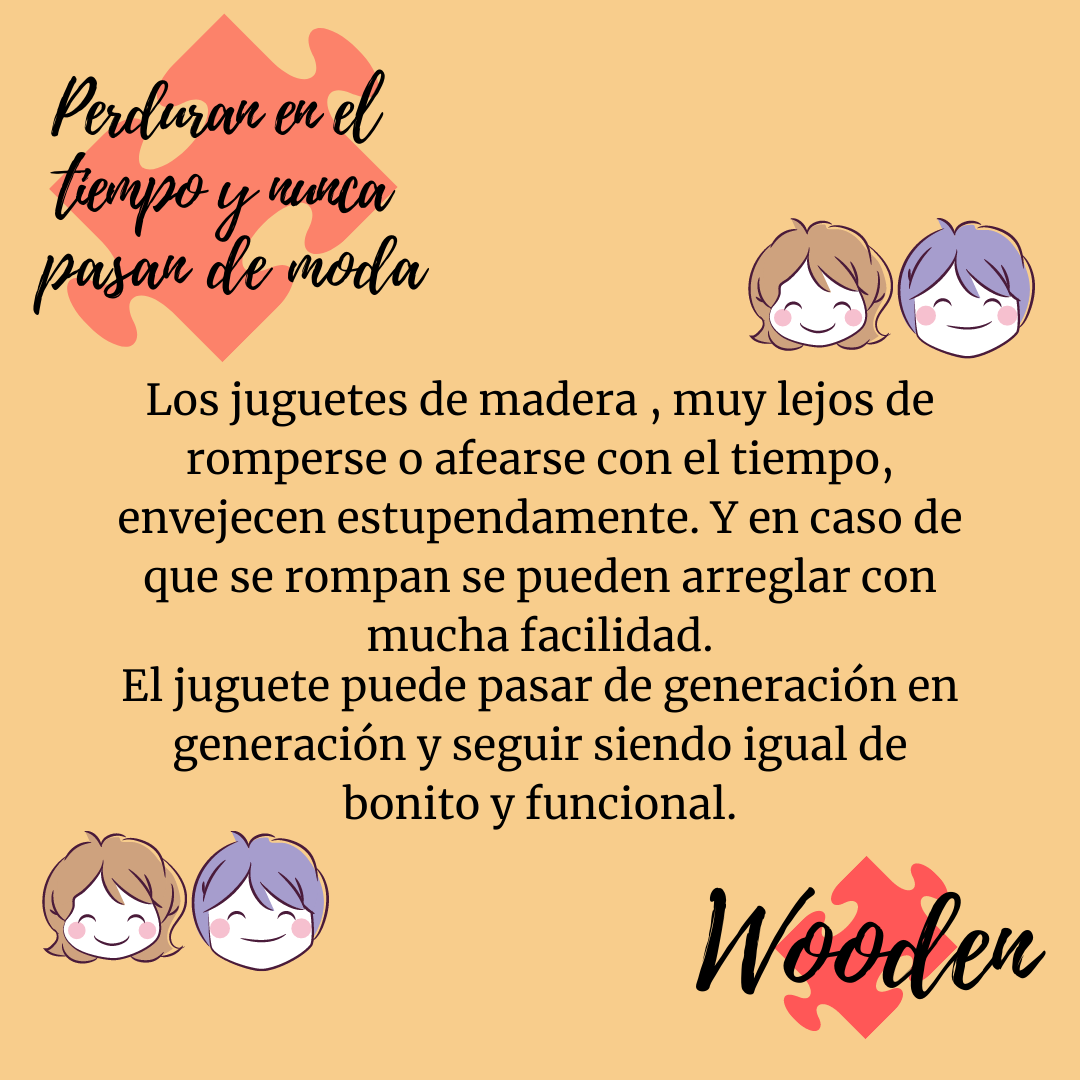 Perduran en el
tiempo y nunca
pasan de moda
Los juguetes de madera , muy lejos de
romperse o afearse con el tiempo,
envejecen estupendamente. Y en caso de
que se rompan se pueden arreglar con
mucha facilidad.
El juguete puede pasar de generación en
generación y seguir siendo igual de
bonito y funcional.
Wooden